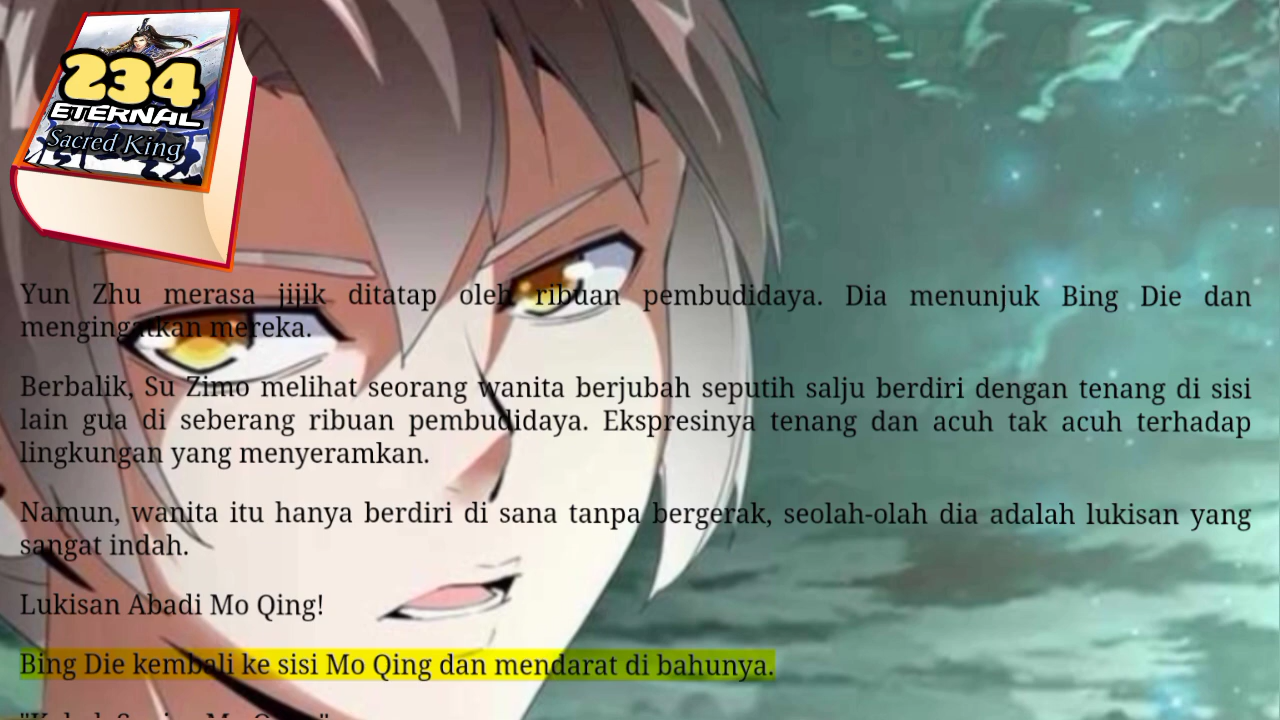 234
ETERNAL
Sacred King
Yun Zhu merasa jijik ditatap oleh ribuan pembudidaya. Dia menunjuk Bing Die dan
mengingatkan mereka.
Berbalik, Su Zimo melihat seorang wanita berjubah seputih salju berdiri dengan tenang di sisi
lain gua di seberang ribuan pembudidaya. Ekspresinya tenang dan acuh tak acuh terhadap
lingkungan yang menyeramkan.
Namun, wanita itu hanya berdiri di sana tanpa bergerak, seolah-olah dia adalah lukisan yang
sangat indah.
Lukisan Abadi Mo Qing!
Bing Die kembali ke sisi Mo Qing dan mendarat di bahunya.